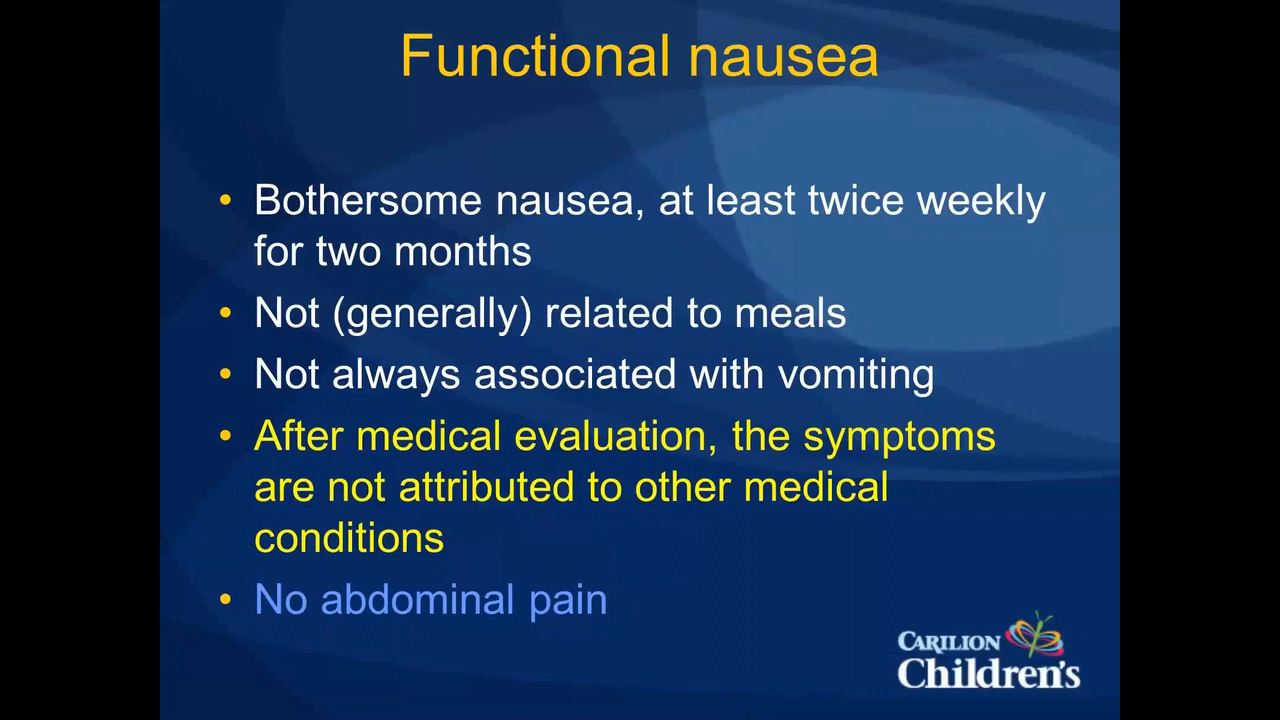 Functional nausea
• Bothersome nausea, at least twice weekly
for two months
• Not (generally) related to meals
• Not always associated with vomiting
• After medical evaluation, the symptoms
are not attributed to other medical
conditions
• No abdominal pain
CARILION
Children's